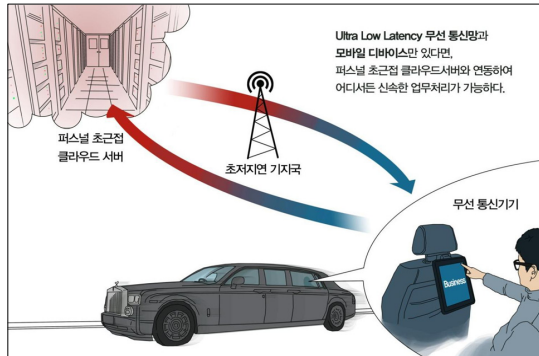 Ultra Low Latency 무선 통신망과
모바일 디바이스만 있다면,
퍼스널 초근접 클라우드서버와 연동하여
어디서든 신속한 업무처리가 가능하다.
퍼스널 초근접
클라우드 서버
초저지연 기지국
무선 통신기기
Business